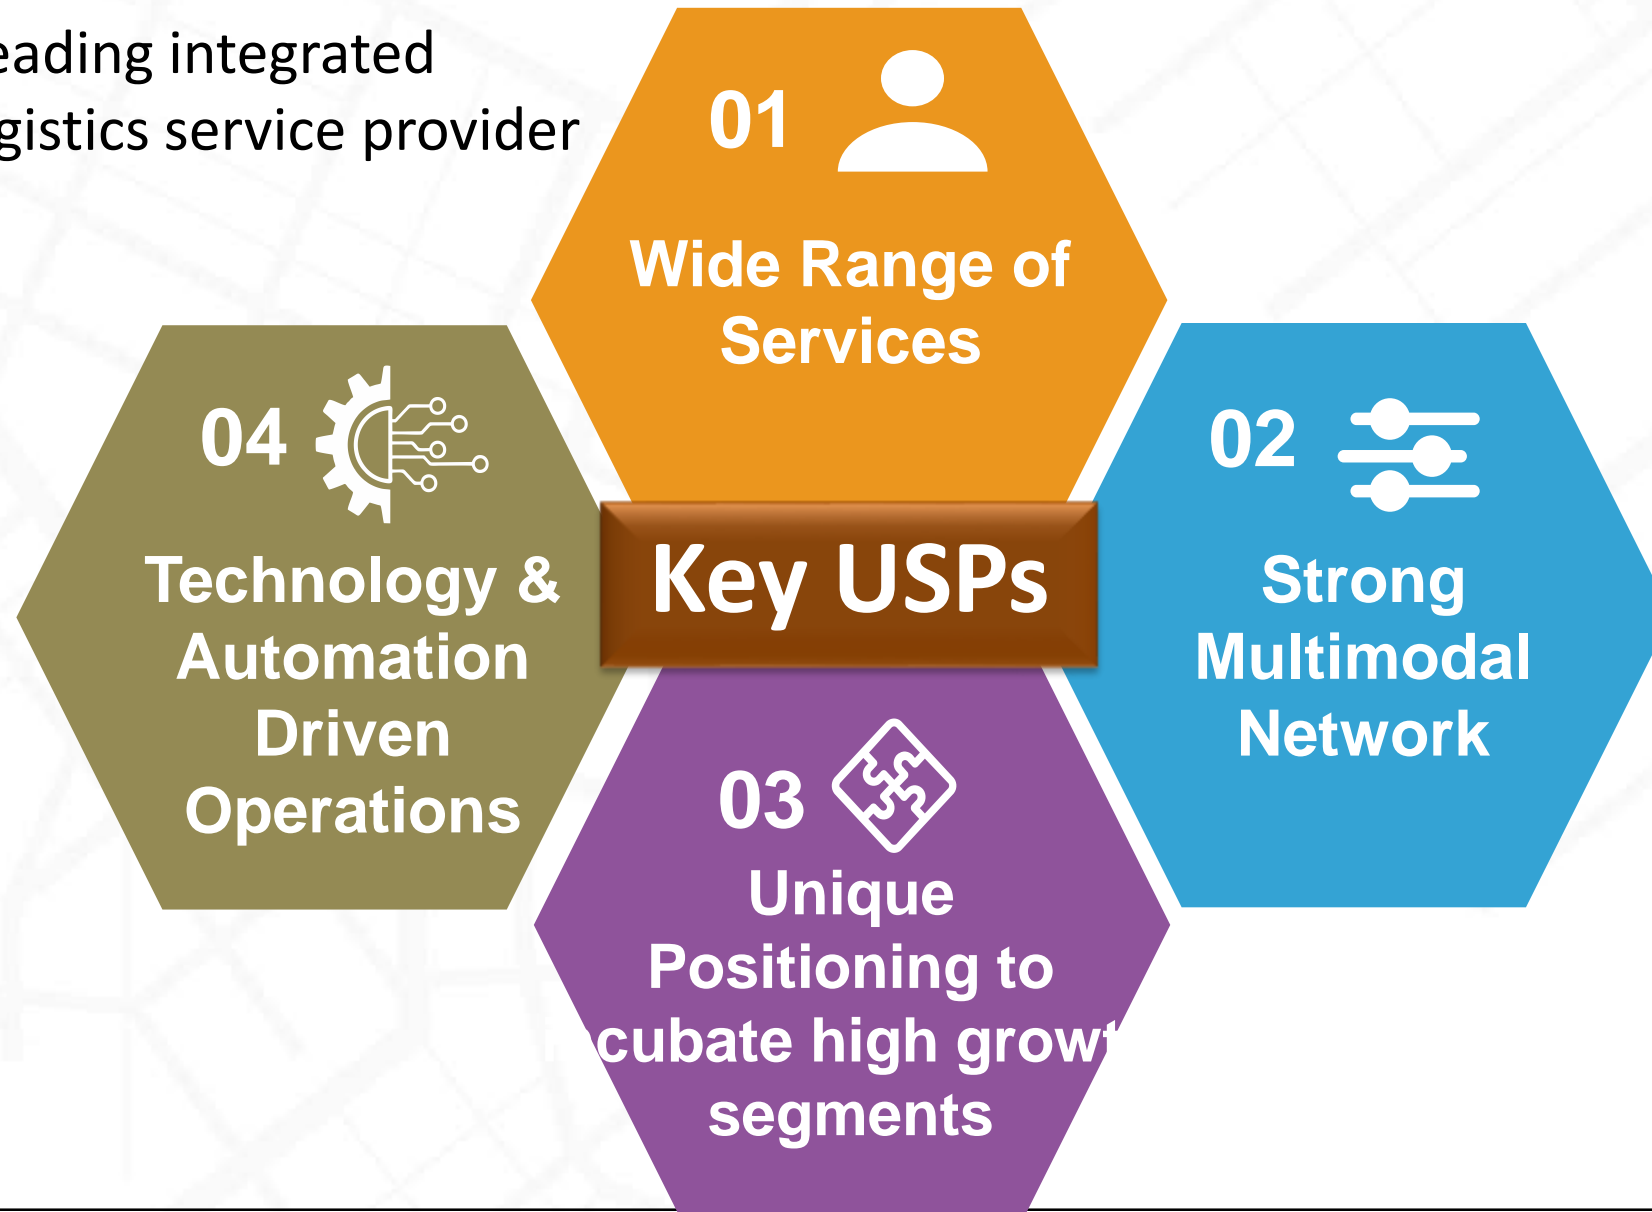 eading integrated
gistics service provider
01
Wide Range of
Services
02
Strong
Multimodal
Network
Key USPs
03
Unique
Positioning to
cubate high growt
segments
04
Technology &
Automation
Driven
Operations